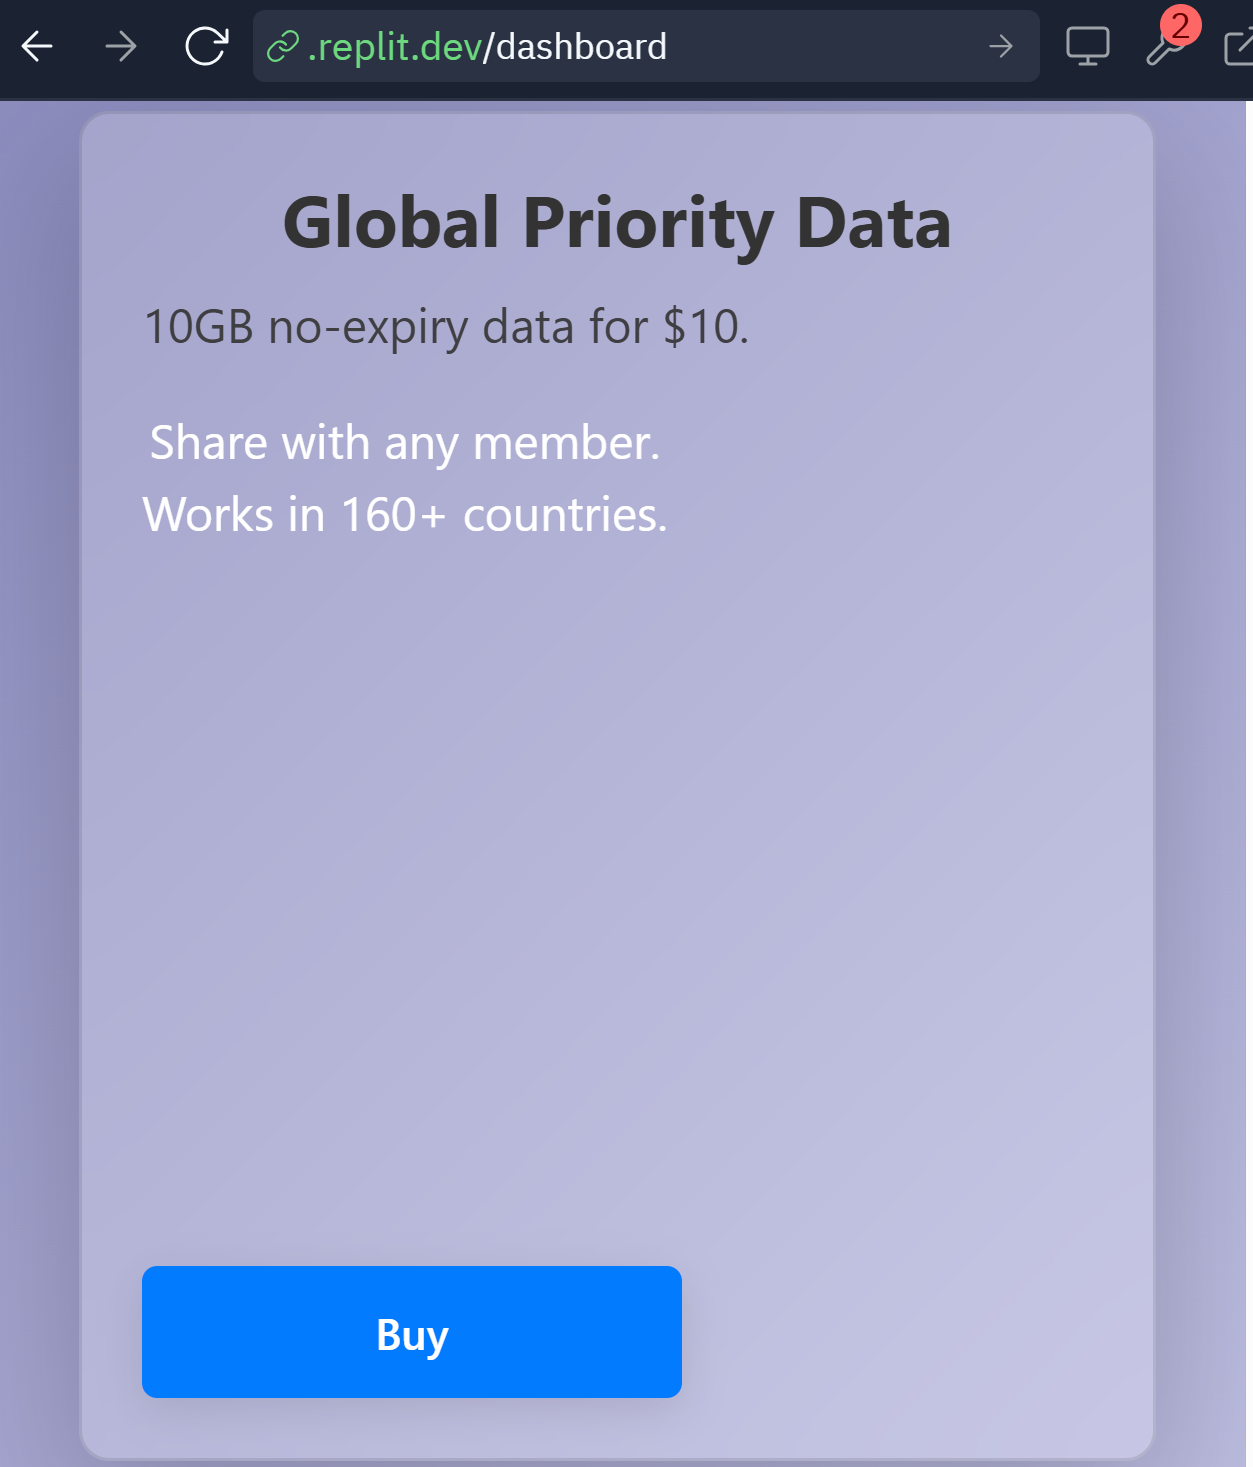 .replit.dev/dashboard
2
Global Priority Data
10GB no-expiry data for $10.
Share with any member.
Works in 160+ countries.
Buy